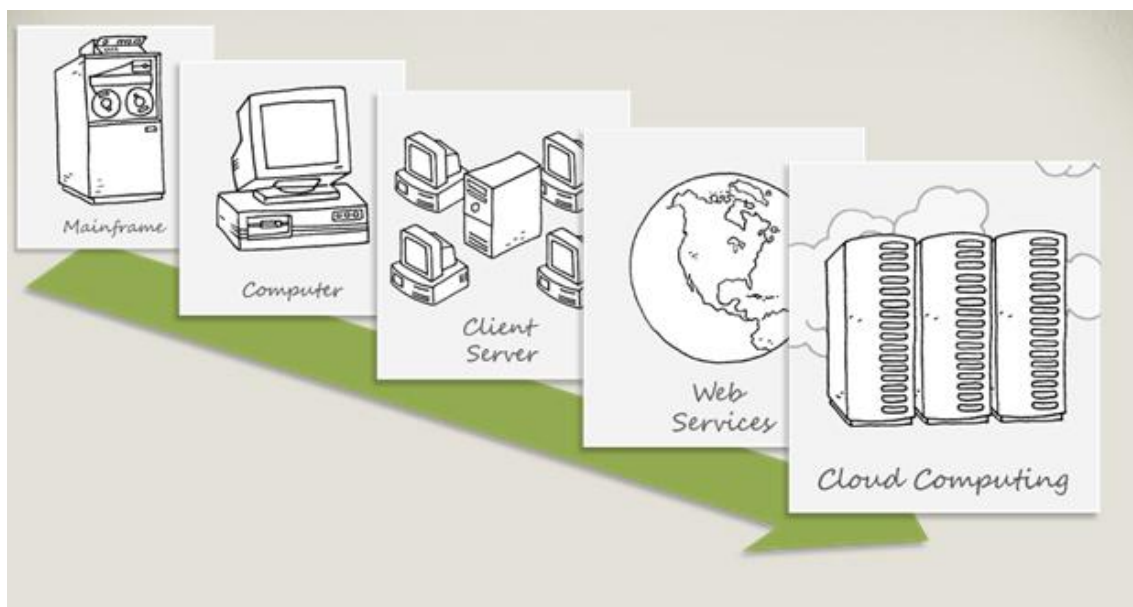 Mainframe
Computer
Client
Server
Web
Services
Cloud Computing